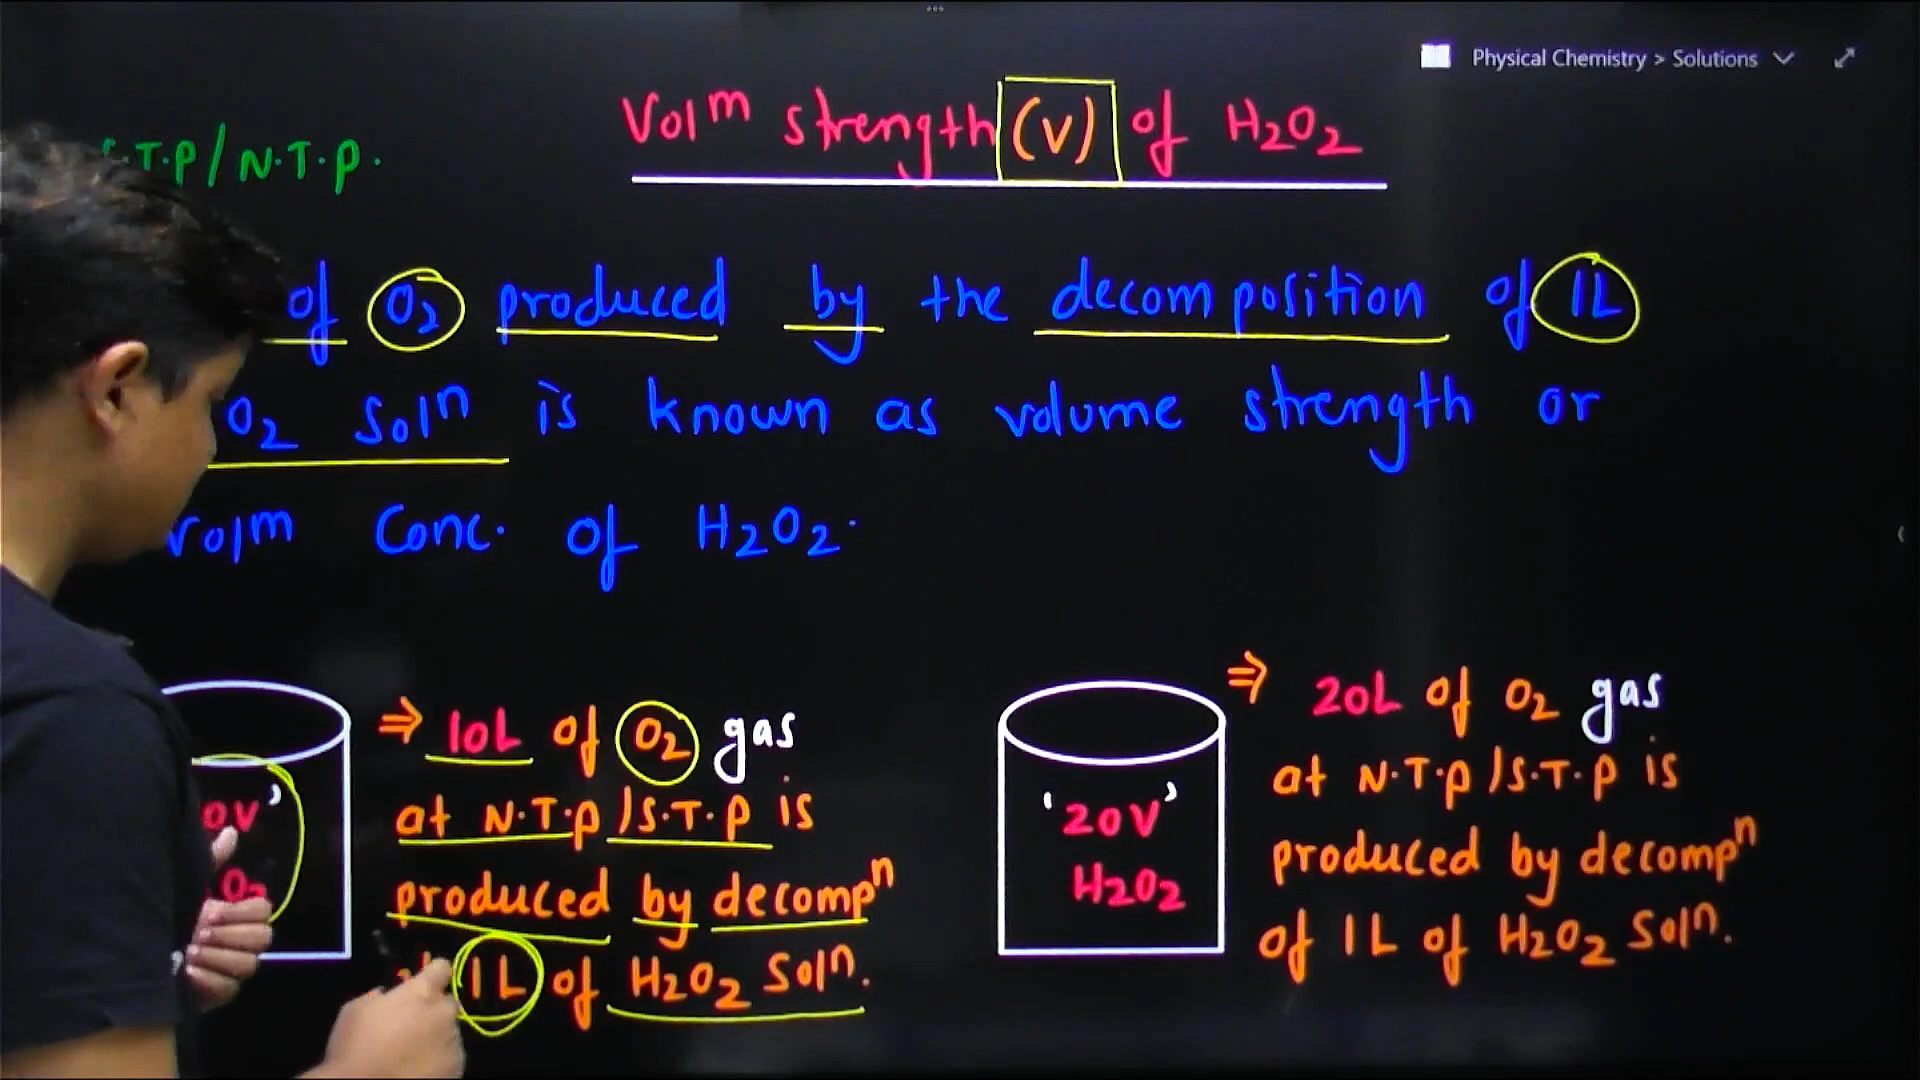 Physical Chemistry > Solutions
Volm strength (V) of H2O2
S.T.P/N.T.P.
of O2 produced by the decomposition of 1L
O2 Solⁿ is known as volume strength or
Volm Conc. of H2O2.
0V'
O2
⇒ 10L of O2 gas
at N.T.P/S.T.P is
produced by decompⁿ
1L of H2O2 Solⁿ.
'20V'
H2O2
⇒ 20L of O2 gas
at N.T.P/S.T.P is
produced by decompⁿ
of 1L of H2O2 Solⁿ.